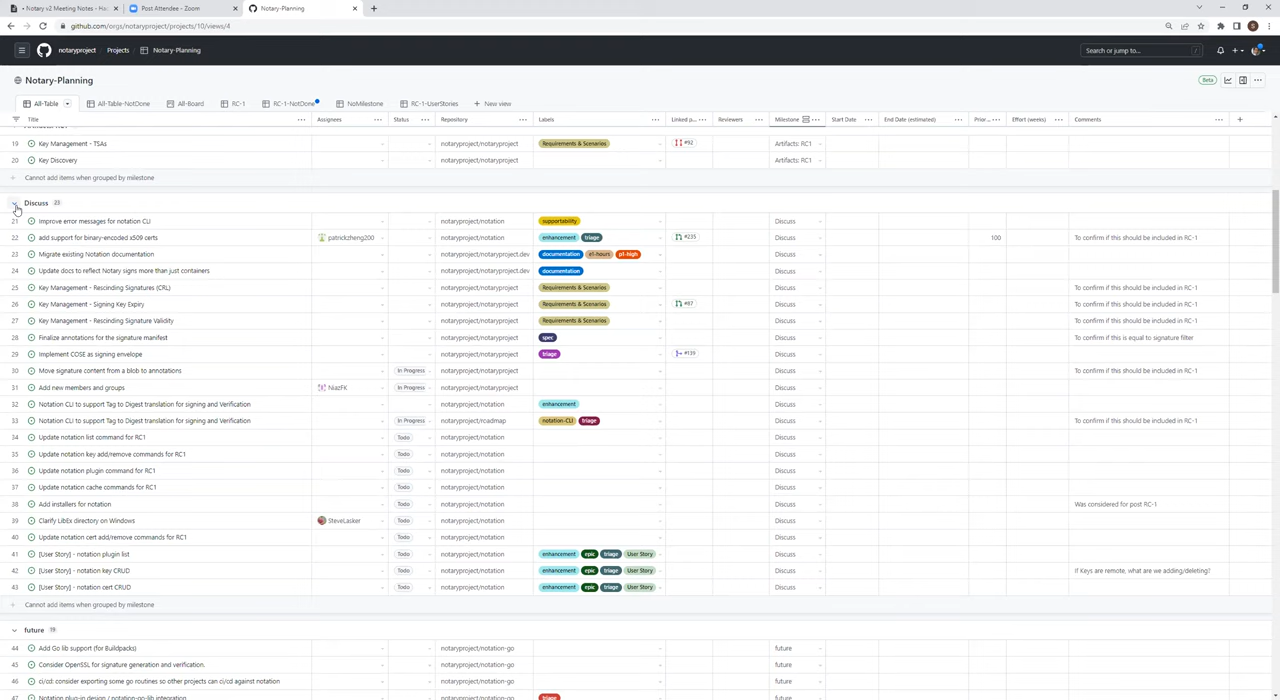 • Notary v2 Meeting Notes - Ha
Post Attendee - Zoom
Notary-Planning
github.com/orgs/notaryproject/projects/10/views/4
notaryproject / Projects / Notary-Planning
Search or jump to... /
Notary-Planning
Beta
All-Table All-Table-NotDone All-Board RC-1 RC-1-NotDone NoMilestone RC-1-UserStories + New view
Title Assignees Status Repository Labels Linked p... Reviewers Milestone Start Date End Date (estimated) Prior... Effort (weeks) Comments
19 Key Management - TSAs notaryproject/notaryproject Requirements & Scenarios #92 Artifacts: RC1
20 Key Discovery notaryproject/notaryproject Artifacts: RC1
+ Cannot add items when grouped by milestone
Discuss 23
21 Improve error messages for notation CLI notaryproject/notation supportability Discuss
22 add support for binary-encoded x509 certs patrickzheng200 notaryproject/notation enhancement triage #235 Discuss 100 To confirm if this should be included in RC-1
23 Migrate existing Notation documentation notaryproject/notaryproject.dev documentation e1-hours p1-high Discuss
24 Update docs to reflect Notary signs more than just containers notaryproject/notaryproject.dev documentation Discuss
25 Key Management - Rescinding Signatures (CRL) notaryproject/notaryproject Requirements & Scenarios Discuss To confirm if this should be included in RC-1
26 Key Management - Signing Key Expiry notaryproject/notaryproject Requirements & Scenarios #87 Discuss To confirm if this should be included in RC-1
27 Key Management - Rescinding Signature Validity notaryproject/notaryproject Requirements & Scenarios Discuss To confirm if this should be included in RC-1
28 Finalize annotations for the signature manifest notaryproject/notaryproject spec Discuss To confirm if this is equal to signature filter
29 Implement COSE as signing envelope notaryproject/notation triage #139 Discuss
30 Move signature content from a blob to annotations In Progress notaryproject/notaryproject Discuss To confirm if this should be included in RC-1
31 Add new members and groups NiazFK In Progress notaryproject/notaryproject Discuss
32 Notation CLI to support Tag to Digest translation for signing and Verification notaryproject/notation enhancement Discuss
33 Notation CLI to support Tag to Digest translation for signing and Verification In Progress notaryproject/roadmap notation-CLI triage Discuss To confirm if this should be included in RC-1
34 Update notation list command for RC1 Todo notaryproject/notation Discuss
35 Update notation key add/remove commands for RC1 Todo notaryproject/notation Discuss
36 Update notation plugin command for RC1 Todo notaryproject/notation Discuss
37 Update notation cache commands for RC1 Todo notaryproject/notation Discuss
38 Add installers for notation Todo notaryproject/notation Discuss Was considered for post RC-1
39 Clarify LibEx directory on Windows SteveLasker Todo notaryproject/notation Discuss
40 Update notation cert add/remove commands for RC1 Todo notaryproject/notation Discuss
41 [User Story] - notation plugin list Todo notaryproject/notation enhancement epic triage User Story Discuss
42 [User Story] - notation key CRUD Todo notaryproject/notation enhancement epic triage User Story Discuss If Keys are remote, what are we adding/deleting?
43 [User Story] - notation cert CRUD Todo notaryproject/notation enhancement epic triage User Story Discuss
+ Cannot add items when grouped by milestone
future 19
44 Add Go lib support (for Buildpacks) notaryproject/notation-go future
45 Consider OpenSSL for signature generation and verification. notaryproject/notation-go future
46 ci/cd: consider exporting some go routines so other projects can ci/cd against notation notaryproject/notation-go future
47 Notation plug-in design / notation-go-lib integration notaryproject/notation-go triage future